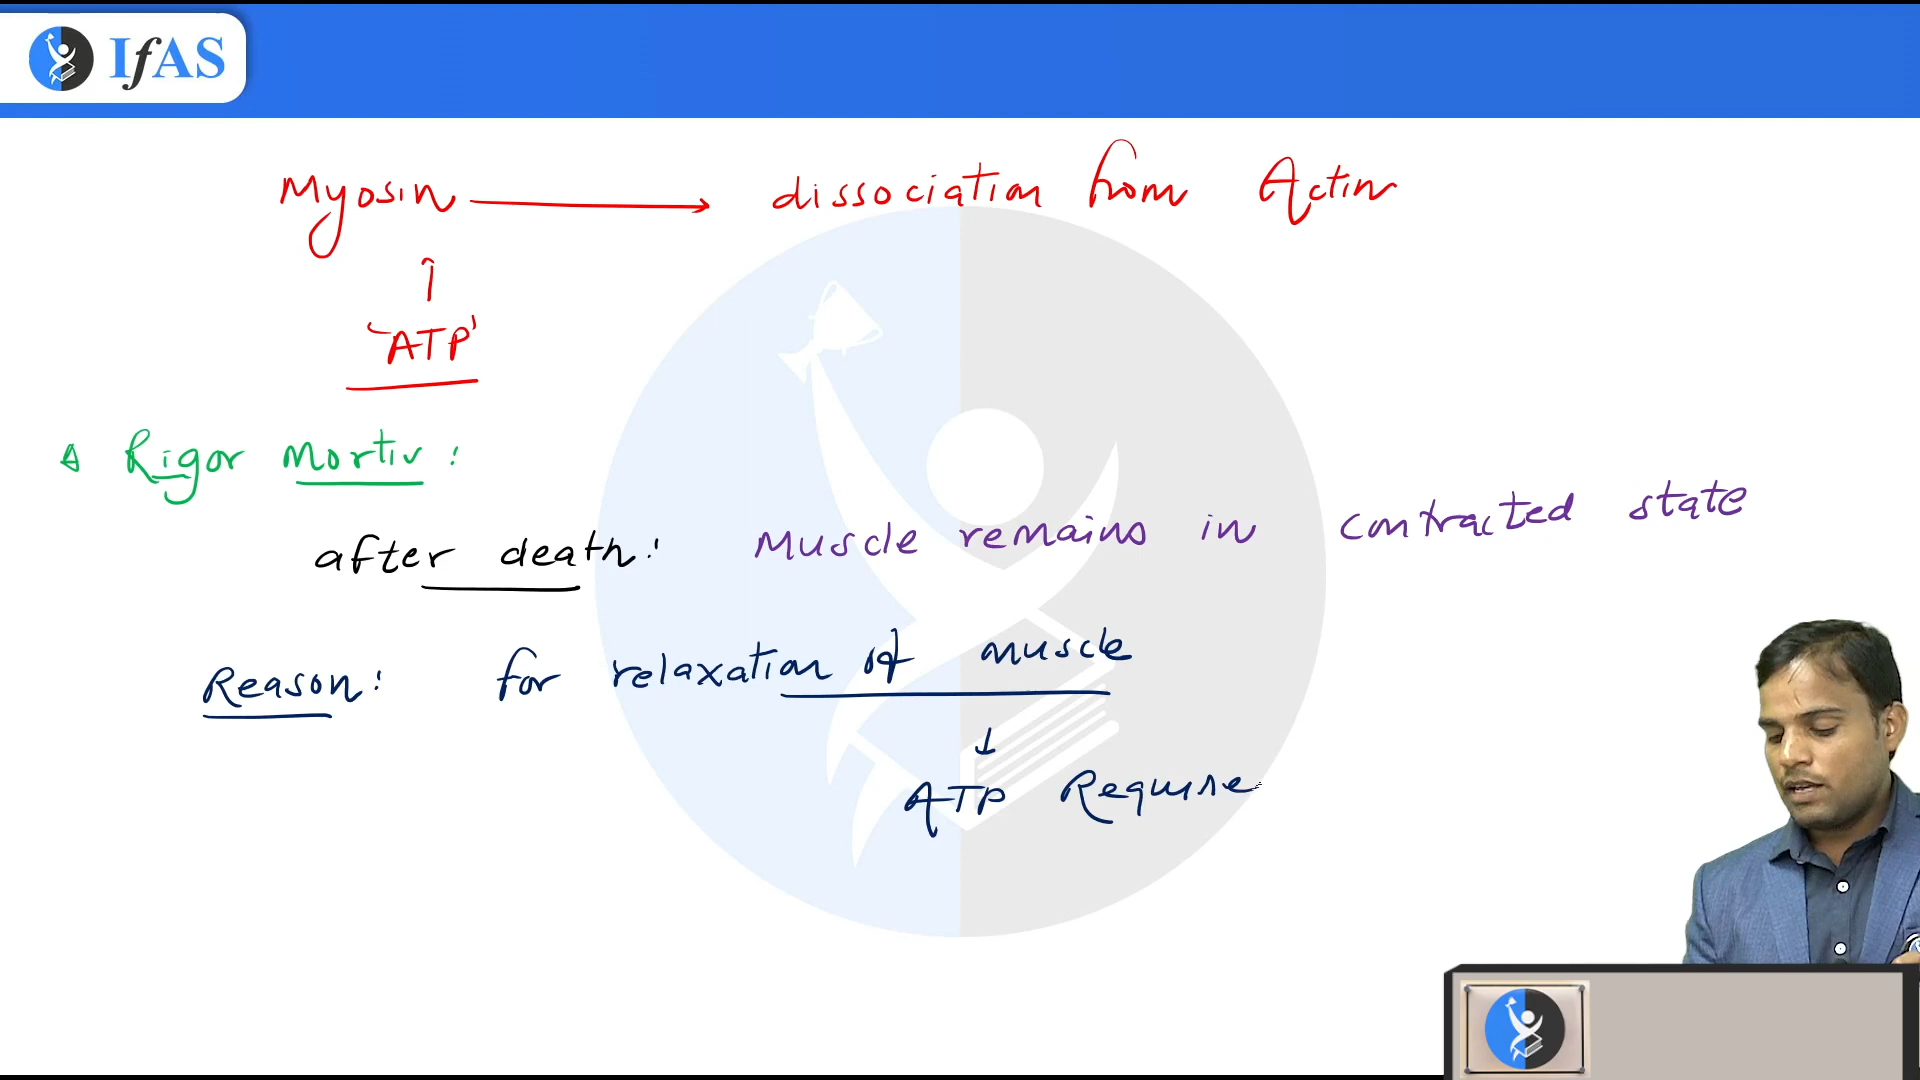 IfAS
Myosin → dissociation from Actin
↑
'ATP'
Rigor Mortis :
after death : Muscle remains in contracted state
Reason : for relaxation of muscle
↓
ATP Require